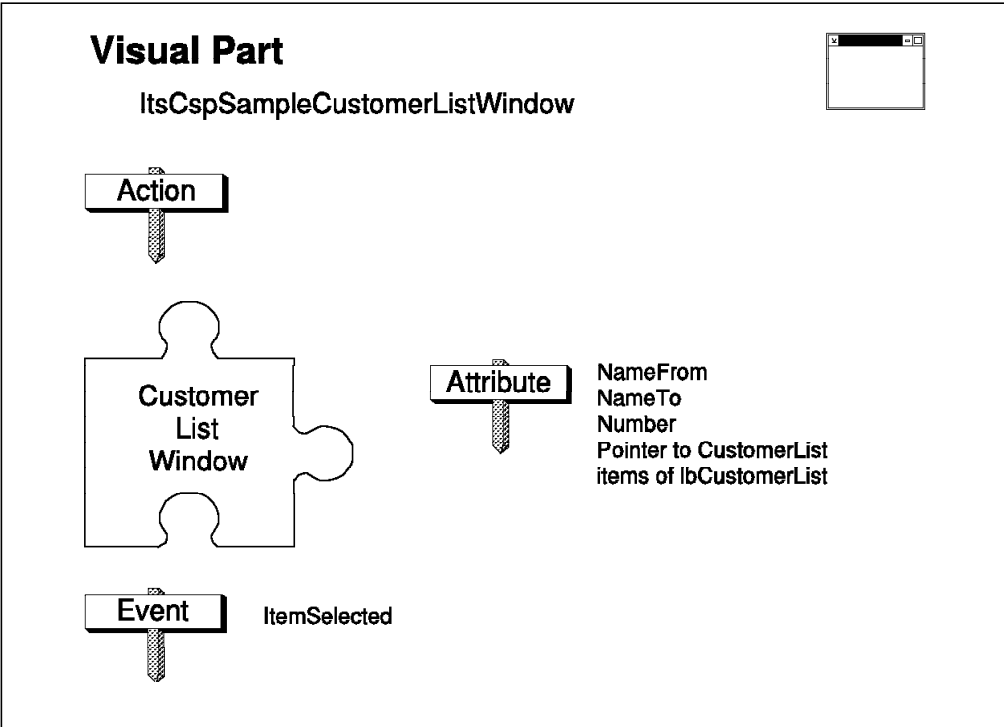 Visual Part
ItsCspSampleCustomerListWindow
Action
Customer
List
Window
Attribute
NameFrom
NameTo
Number
Pointer to CustomerList
items of lbCustomerList
Event
ItemSelected